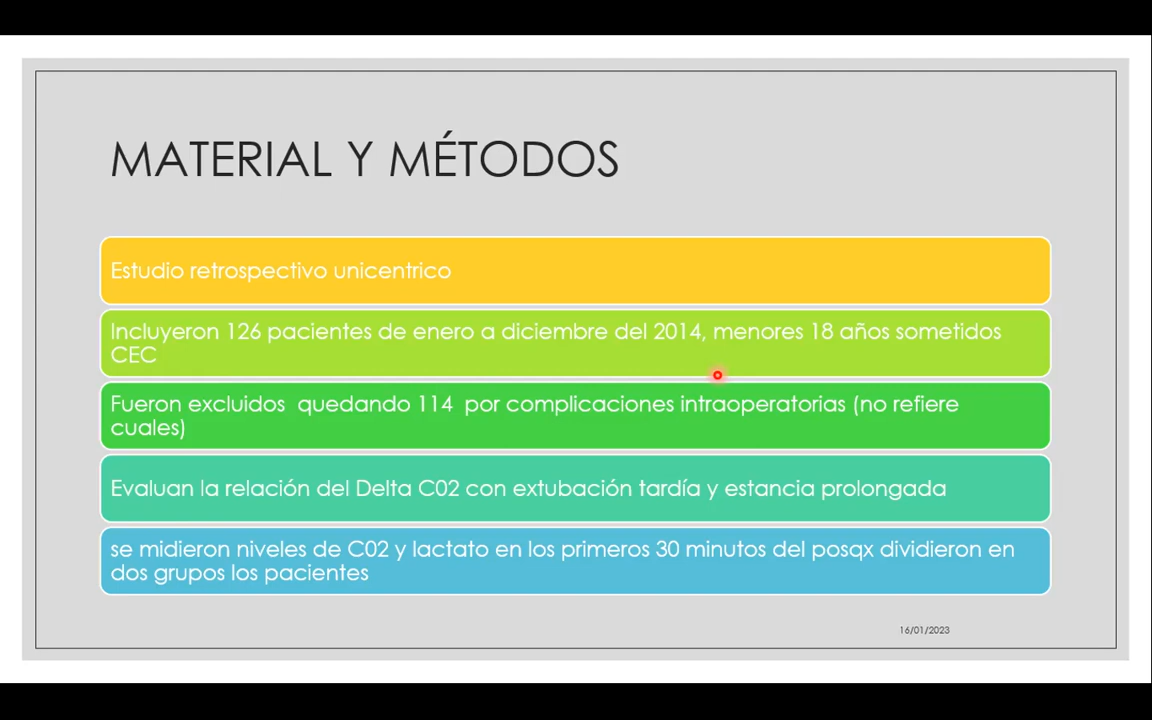 MATERIAL Y MÉTODOS
Estudio retrospectivo unicentrico
Incluyeron 126 pacientes de enero a diciembre del 2014, menores 18 años sometidos
CEC
Fueron excluidos  quedando 114  por complicaciones intraoperatorias (no refiere
cuales)
Evaluan la relación del Delta C02 con extubación tardía y estancia prolongada
se midieron niveles de C02 y lactato en los primeros 30 minutos del posqx dividieron en
dos grupos los pacientes
16/01/2023